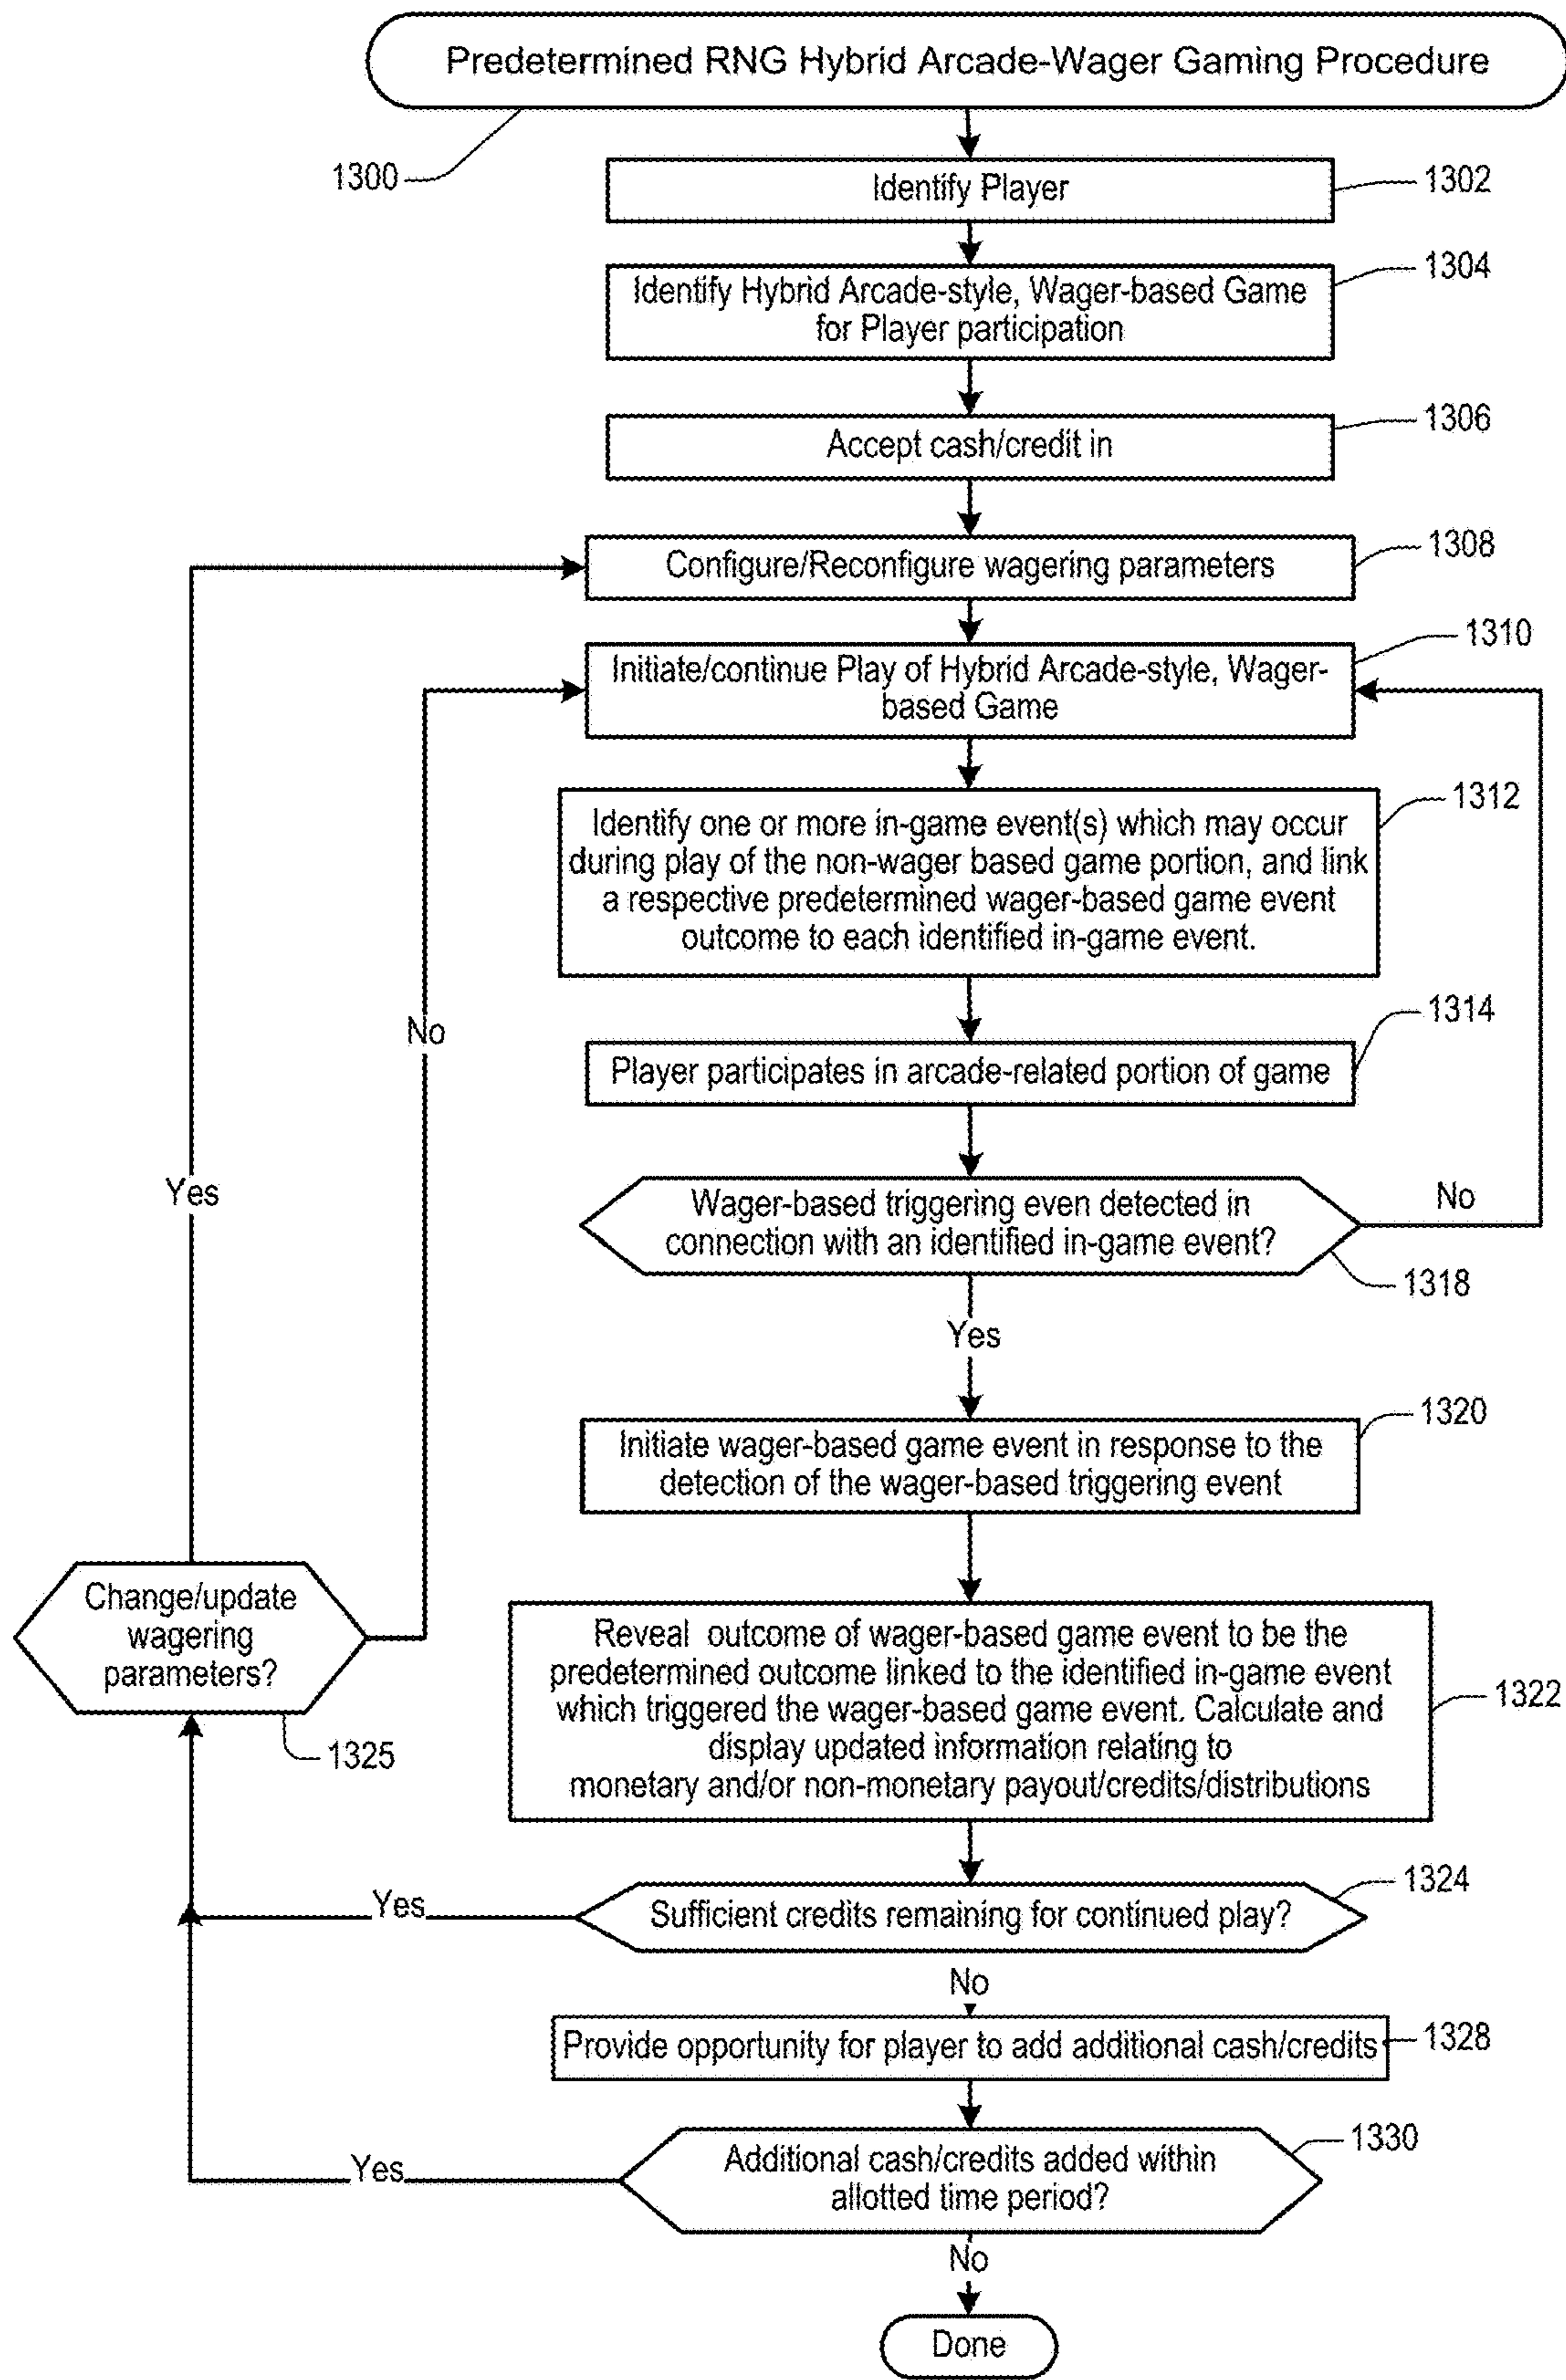 Predetermined RNG Hybrid Arcade-Wager Gaming Procedure
1300
Identify Player
1302
Identify Hybrid Arcade-style, Wager-based Game
for Player participation
1304
Accept cash/credit in
1306
Configure/Reconfigure wagering parameters
1308
Initiate/continue Play of Hybrid Arcade-style, Wager-
based Game
1310
Identify one or more in-game event(s) which may occur
during play of the non-wager based game portion, and link
a respective predetermined wager-based game event
outcome to each identified in-game event.
1312
No
Player participates in arcade-related portion of game
1314
Yes
Wager-based triggering even detected in
connection with an identified in-game event?
No
1318
Yes
Initiate wager-based game event in response to the
detection of the wager-based triggering event
1320
Change/update
wagering
parameters?
1325
Reveal outcome of wager-based game event to be the
predetermined outcome linked to the identified in-game event
which triggered the wager-based game event. Calculate and
display updated information relating to
monetary and/or non-monetary payout/credits/distributions
1322
Yes
Sufficient credits remaining for continued play?
1324
No
Provide opportunity for player to add additional cash/credits
1328
Yes
Additional cash/credits added within
allotted time period?
1330
No
Done